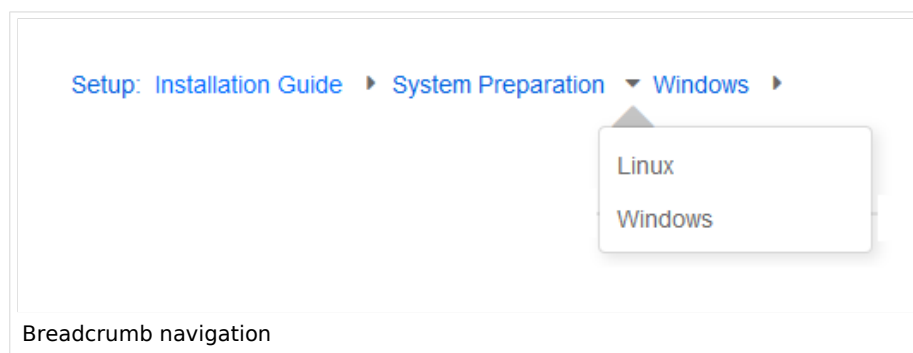 Setup: Installation Guide System Preparation Windows
Linux
Windows
Breadcrumb navigation